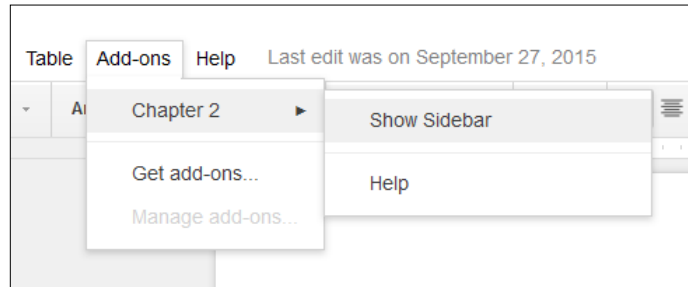 Table Add-ons Help Last edit was on September 27, 2015
Chapter 2 ▸
Show Sidebar
Get add-ons...
Help
Manage add-ons...